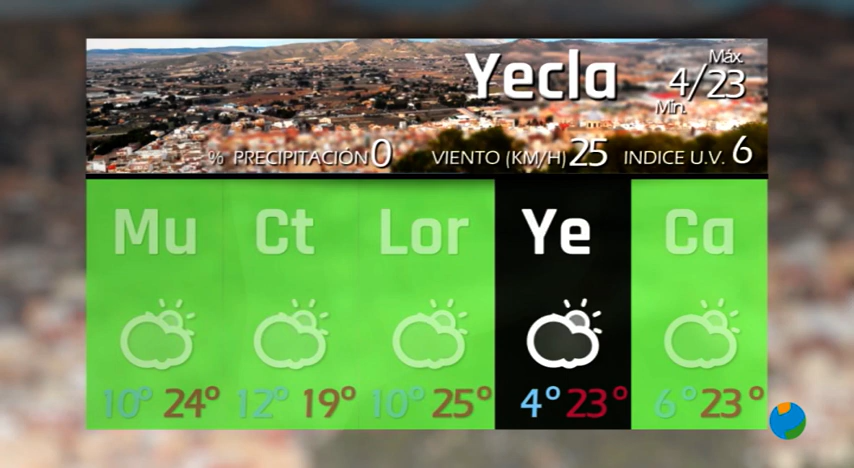 Yecla
Máx.
4/23
Mín.
% PRECIPITACIÓN 0 VIENTO (KM/H) 25 INDICE U.V. 6
Mu Ct Lor Ye Ca
10° 24° 12° 19° 10° 25° 4° 23° 6° 23°